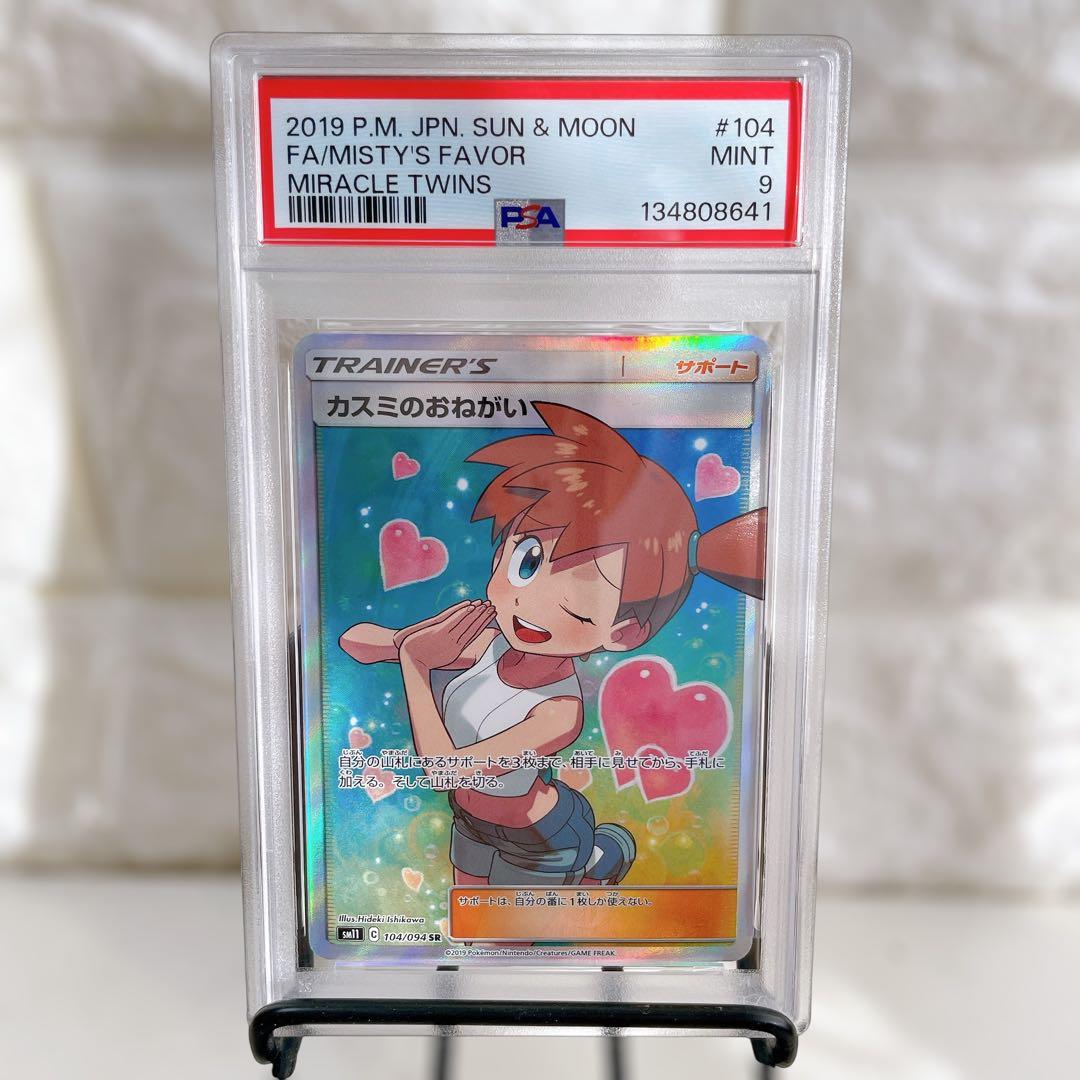 2019 P.M. JPN. SUN & MOON #104
FA/MISTY'S FAVOR MINT
MIRACLE TWINS 9
PSA 134808641
TRAINER'S サポート
カスミのおねがい
自分の山札にあるサポートを3枚まで、相手に見せてから、手札に
加える。そして山札を切る。
サポートは、自分の番に1枚しか使えない。
Illus.Hideki Ishikawa
sm11 C 104/094 SR
©2019 Pokémon/Nintendo/Creatures/GAME FREAK.